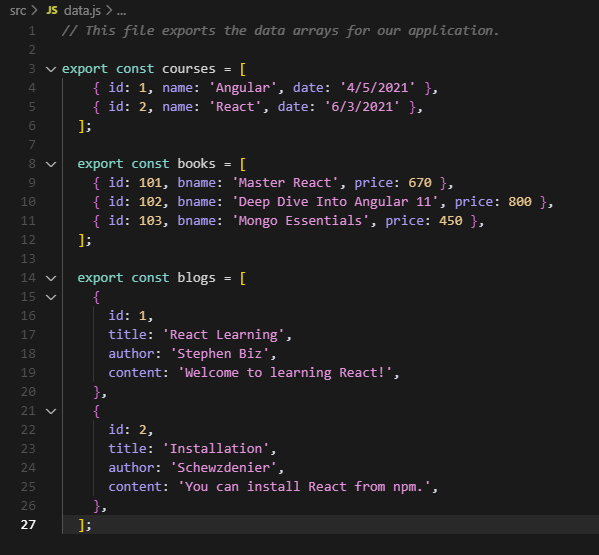 src > JS data.js > ...
1 // This file exports the data arrays for our application.
2
3 export const courses = [
4     { id: 1, name: 'Angular', date: '4/5/2021' },
5     { id: 2, name: 'React', date: '6/3/2021' },
6   ];
7
8   export const books = [
9     { id: 101, bname: 'Master React', price: 670 },
10     { id: 102, bname: 'Deep Dive Into Angular 11', price: 800 },
11     { id: 103, bname: 'Mongo Essentials', price: 450 },
12   ];
13
14   export const blogs = [
15     {
16       id: 1,
17       title: 'React Learning',
18       author: 'Stephen Biz',
19       content: 'Welcome to learning React!',
20     },
21     {
22       id: 2,
23       title: 'Installation',
24       author: 'Schewzdenier',
25       content: 'You can install React from npm.',
26     },
27   ];